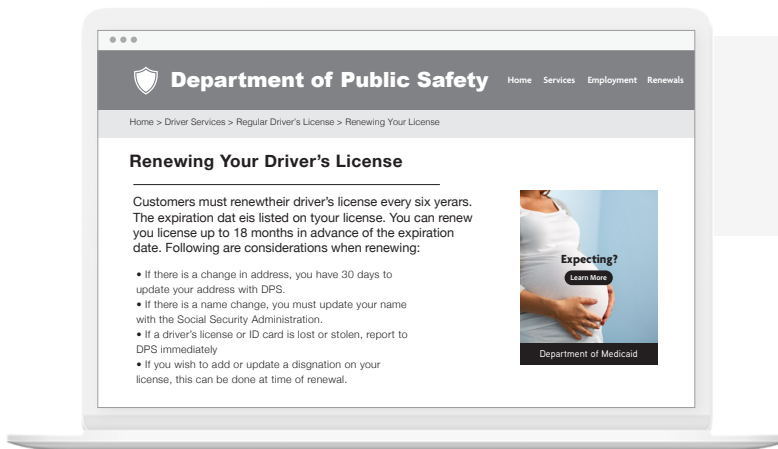 Department of Public Safety
Home Services Employment Renewals
Home > Driver Services > Regular Driver's License > Renewing Your License
Renewing Your Driver's License
Customers must renewtheir driver's license every six yerars.
The expiration dat eis listed on tyour license. You can renew
you license up to 18 months in advance of the expiration
date. Following are considerations when renewing:
• If there is a change in address, you have 30 days to
update your address with DPS.
• If there is a name change, you must update your name
with the Social Security Administration.
• If a driver's license or ID card is lost or stolen, report to
DPS immediately
• If you wish to add or update a disgnation on your
license, this can be done at time of renewal.
Expecting?
Learn More
Department of Medicaid